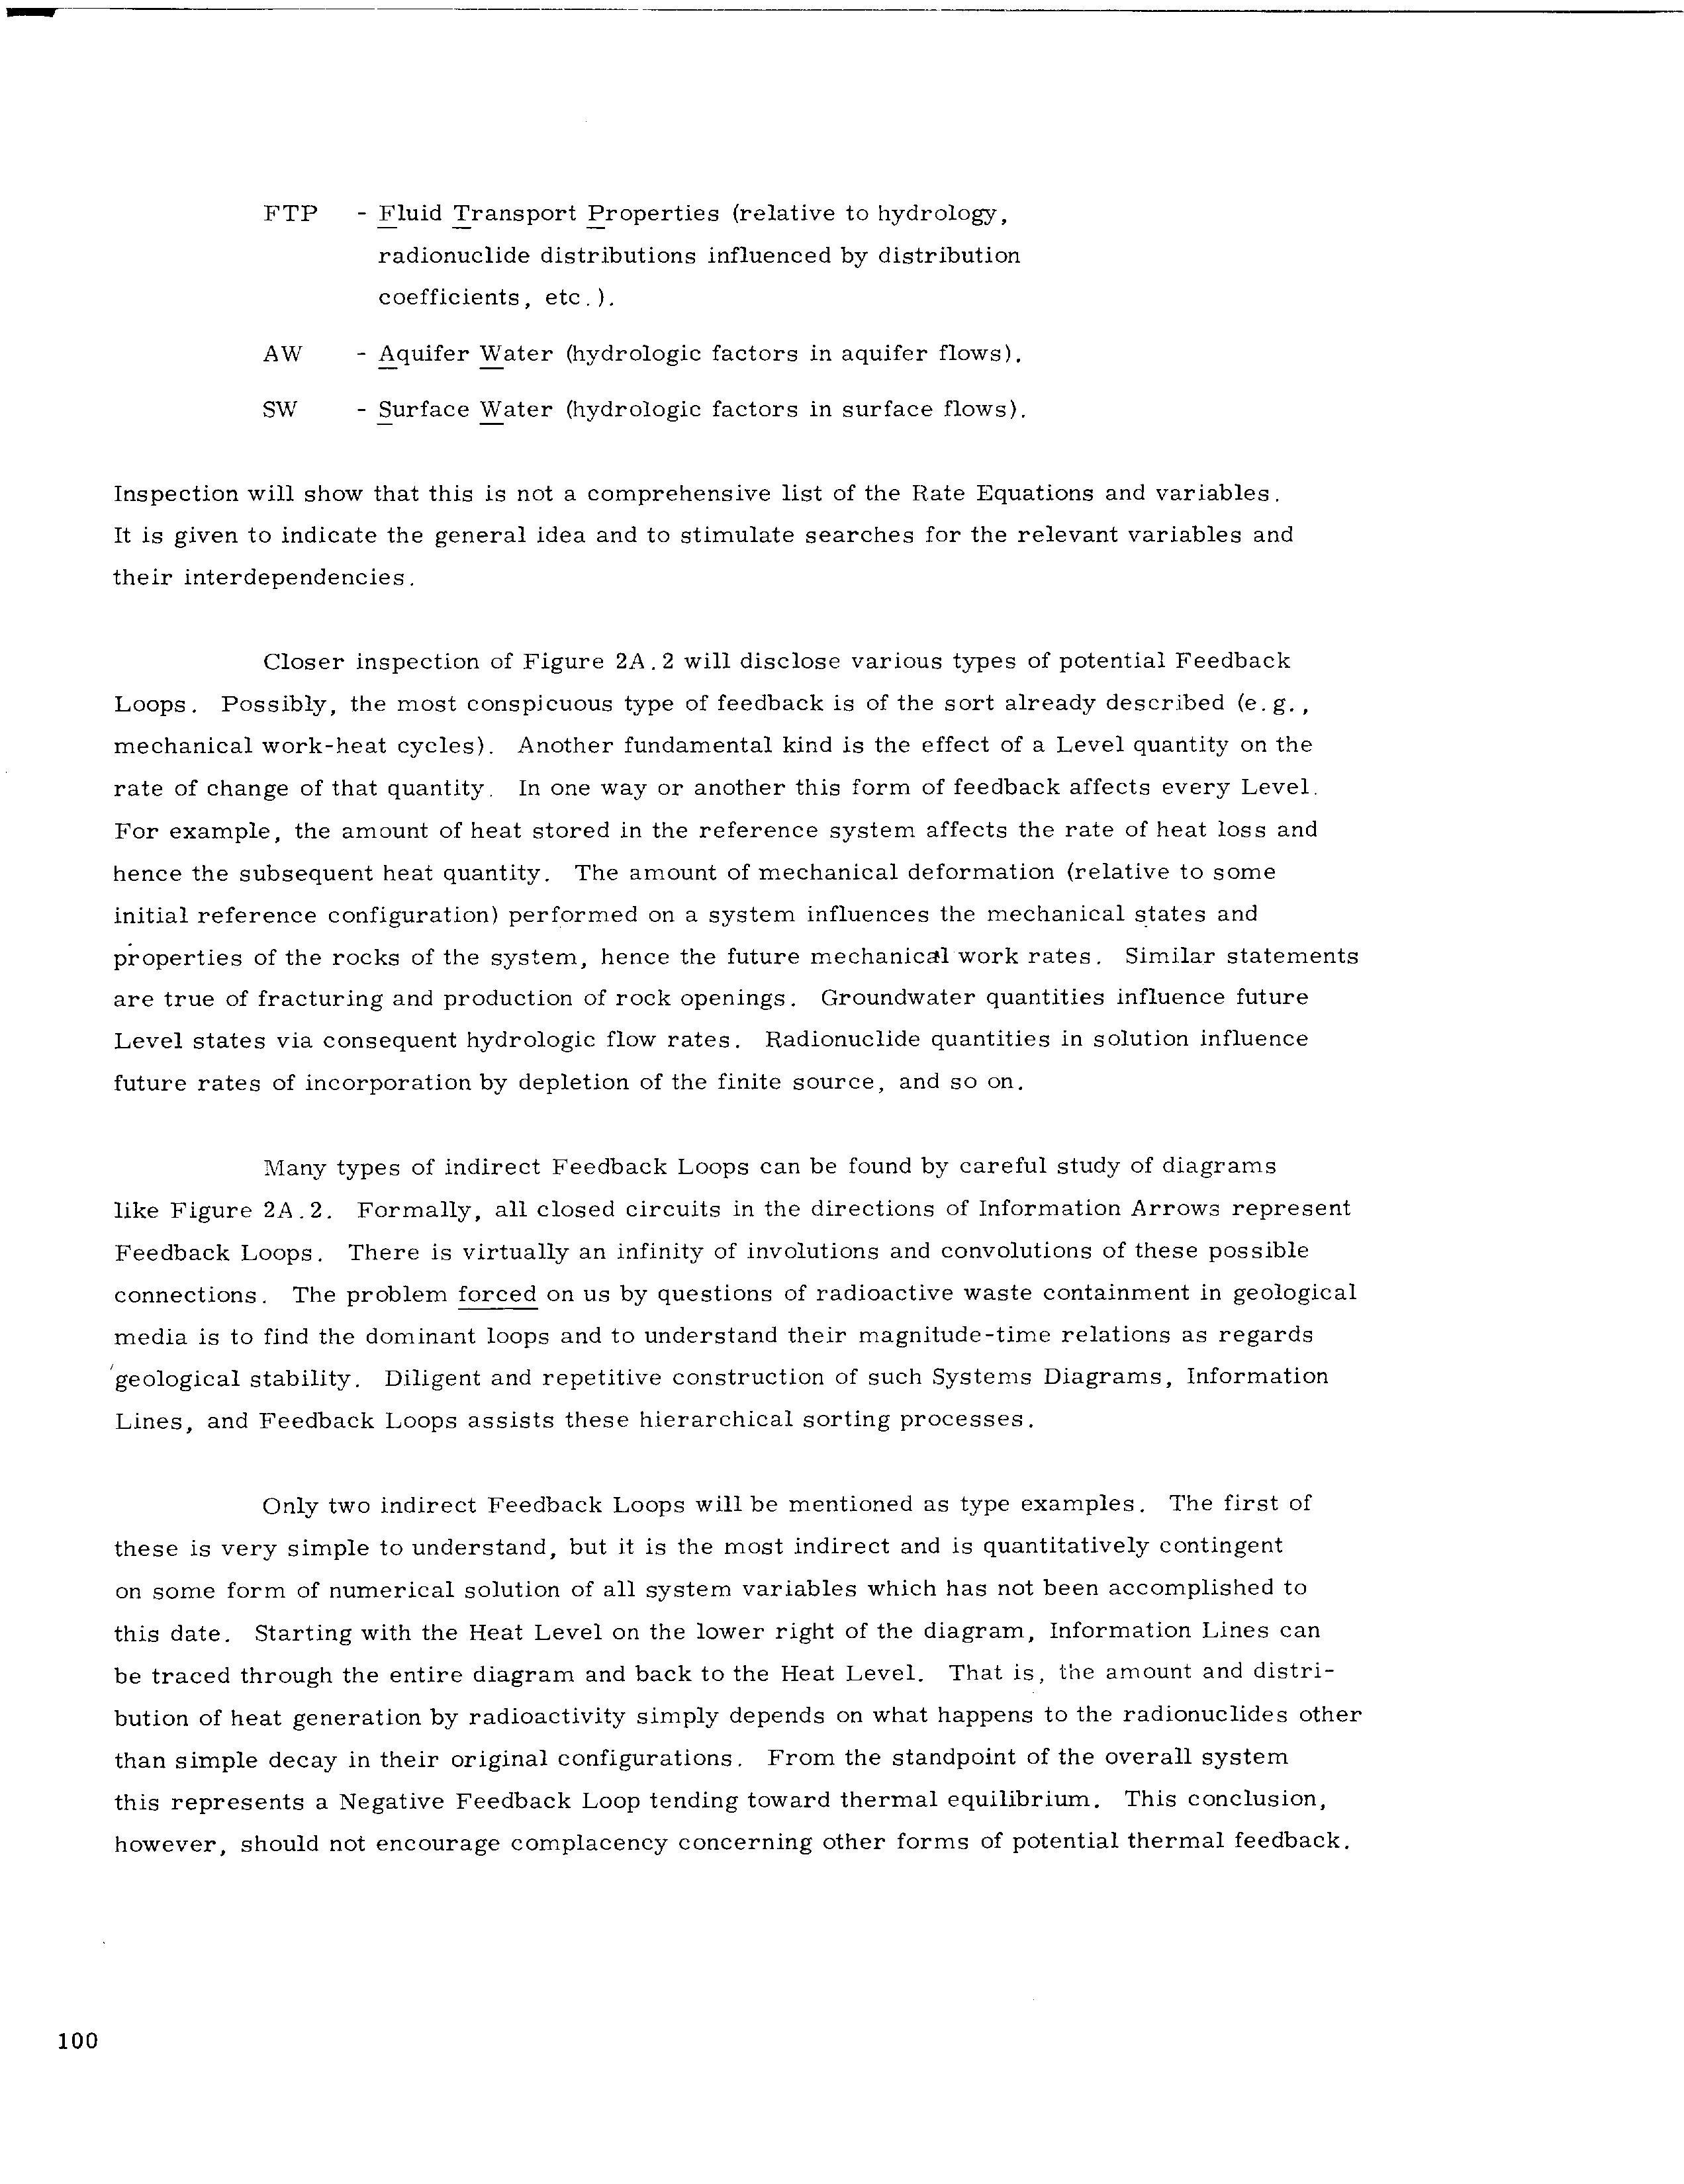 FTP - Fluid Transport Properties (relative to hydrology,
radionuclide distributions influenced by distribution
coefficients, etc.).
AW - Aquifer Water (hydrologic factors in aquifer flows).
SW - Surface Water (hydrologic factors in surface flows).
Inspection will show that this is not a comprehensive list of the Rate Equations and variables.
It is given to indicate the general idea and to stimulate searches for the relevant variables and
their interdependencies.
Closer inspection of Figure 2A.2 will disclose various types of potential Feedback
Loops. Possibly, the most conspicuous type of feedback is of the sort already described (e.g.,
mechanical work-heat cycles). Another fundamental kind is the effect of a Level quantity on the
rate of change of that quantity. In one way or another this form of feedback affects every Level.
For example, the amount of heat stored in the reference system affects the rate of heat loss and
hence the subsequent heat quantity. The amount of mechanical deformation (relative to some
initial reference configuration) performed on a system influences the mechanical states and
properties of the rocks of the system, hence the future mechanical work rates. Similar statements
are true of fracturing and production of rock openings. Groundwater quantities influence future
Level states via consequent hydrologic flow rates. Radionuclide quantities in solution influence
future rates of incorporation by depletion of the finite source, and so on.
Many types of indirect Feedback Loops can be found by careful study of diagrams
like Figure 2A.2. Formally, all closed circuits in the directions of Information Arrows represent
Feedback Loops. There is virtually an infinity of involutions and convolutions of these possible
connections. The problem forced on us by questions of radioactive waste containment in geological
media is to find the dominant loops and to understand their magnitude-time relations as regards
geological stability. Diligent and repetitive construction of such Systems Diagrams, Information
Lines, and Feedback Loops assists these hierarchical sorting processes.
Only two indirect Feedback Loops will be mentioned as type examples. The first of
these is very simple to understand, but it is the most indirect and is quantitatively contingent
on some form of numerical solution of all system variables which has not been accomplished to
this date. Starting with the Heat Level on the lower right of the diagram, Information Lines can
be traced through the entire diagram and back to the Heat Level. That is, the amount and distri-
bution of heat generation by radioactivity simply depends on what happens to the radionuclides other
than simple decay in their original configurations. From the standpoint of the overall system
this represents a Negative Feedback Loop tending toward thermal equilibrium. This conclusion,
however, should not encourage complacency concerning other forms of potential thermal feedback.
100